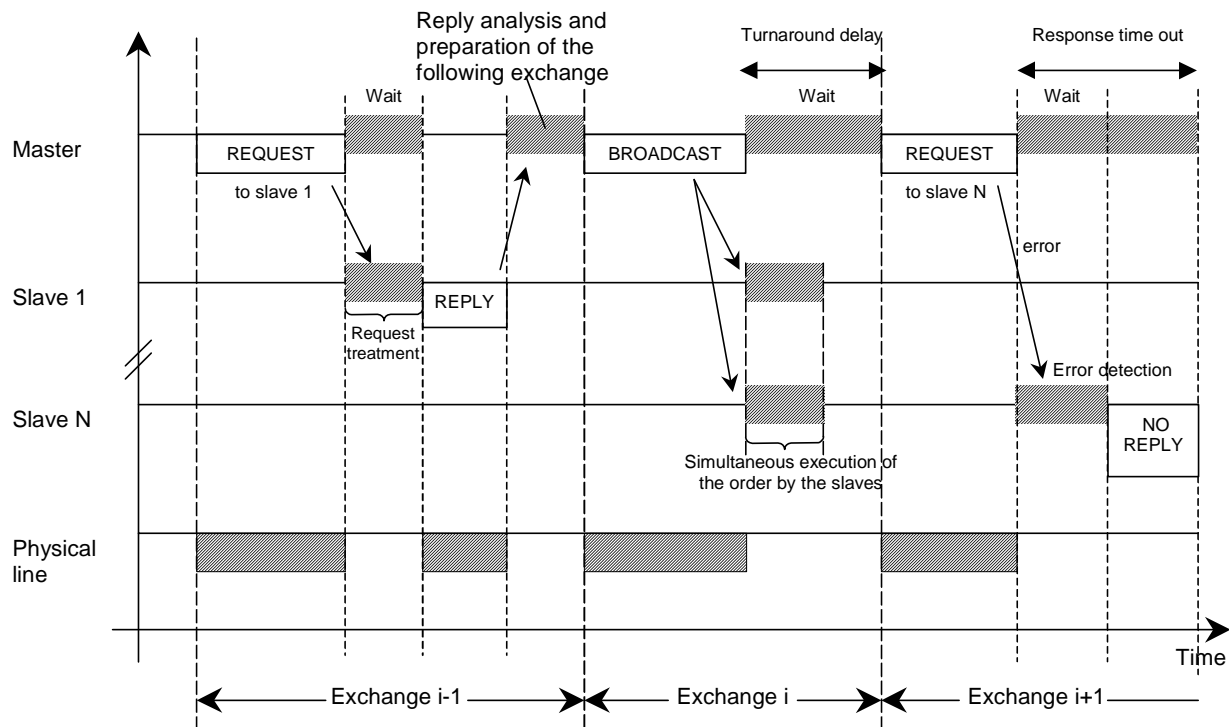 Reply analysis and
preparation of the
following exchange
Turnaround delay
Response time out
Wait
Wait
Wait
Master
REQUEST
BROADCAST
REQUEST
to slave 1
to slave N
error
Slave 1
REPLY
Request
treatment
Error detection
Slave N
NO
REPLY
Simultaneous execution of
the order by the slaves
Physical
line
Time
Exchange i-1
Exchange i
Exchange i+1